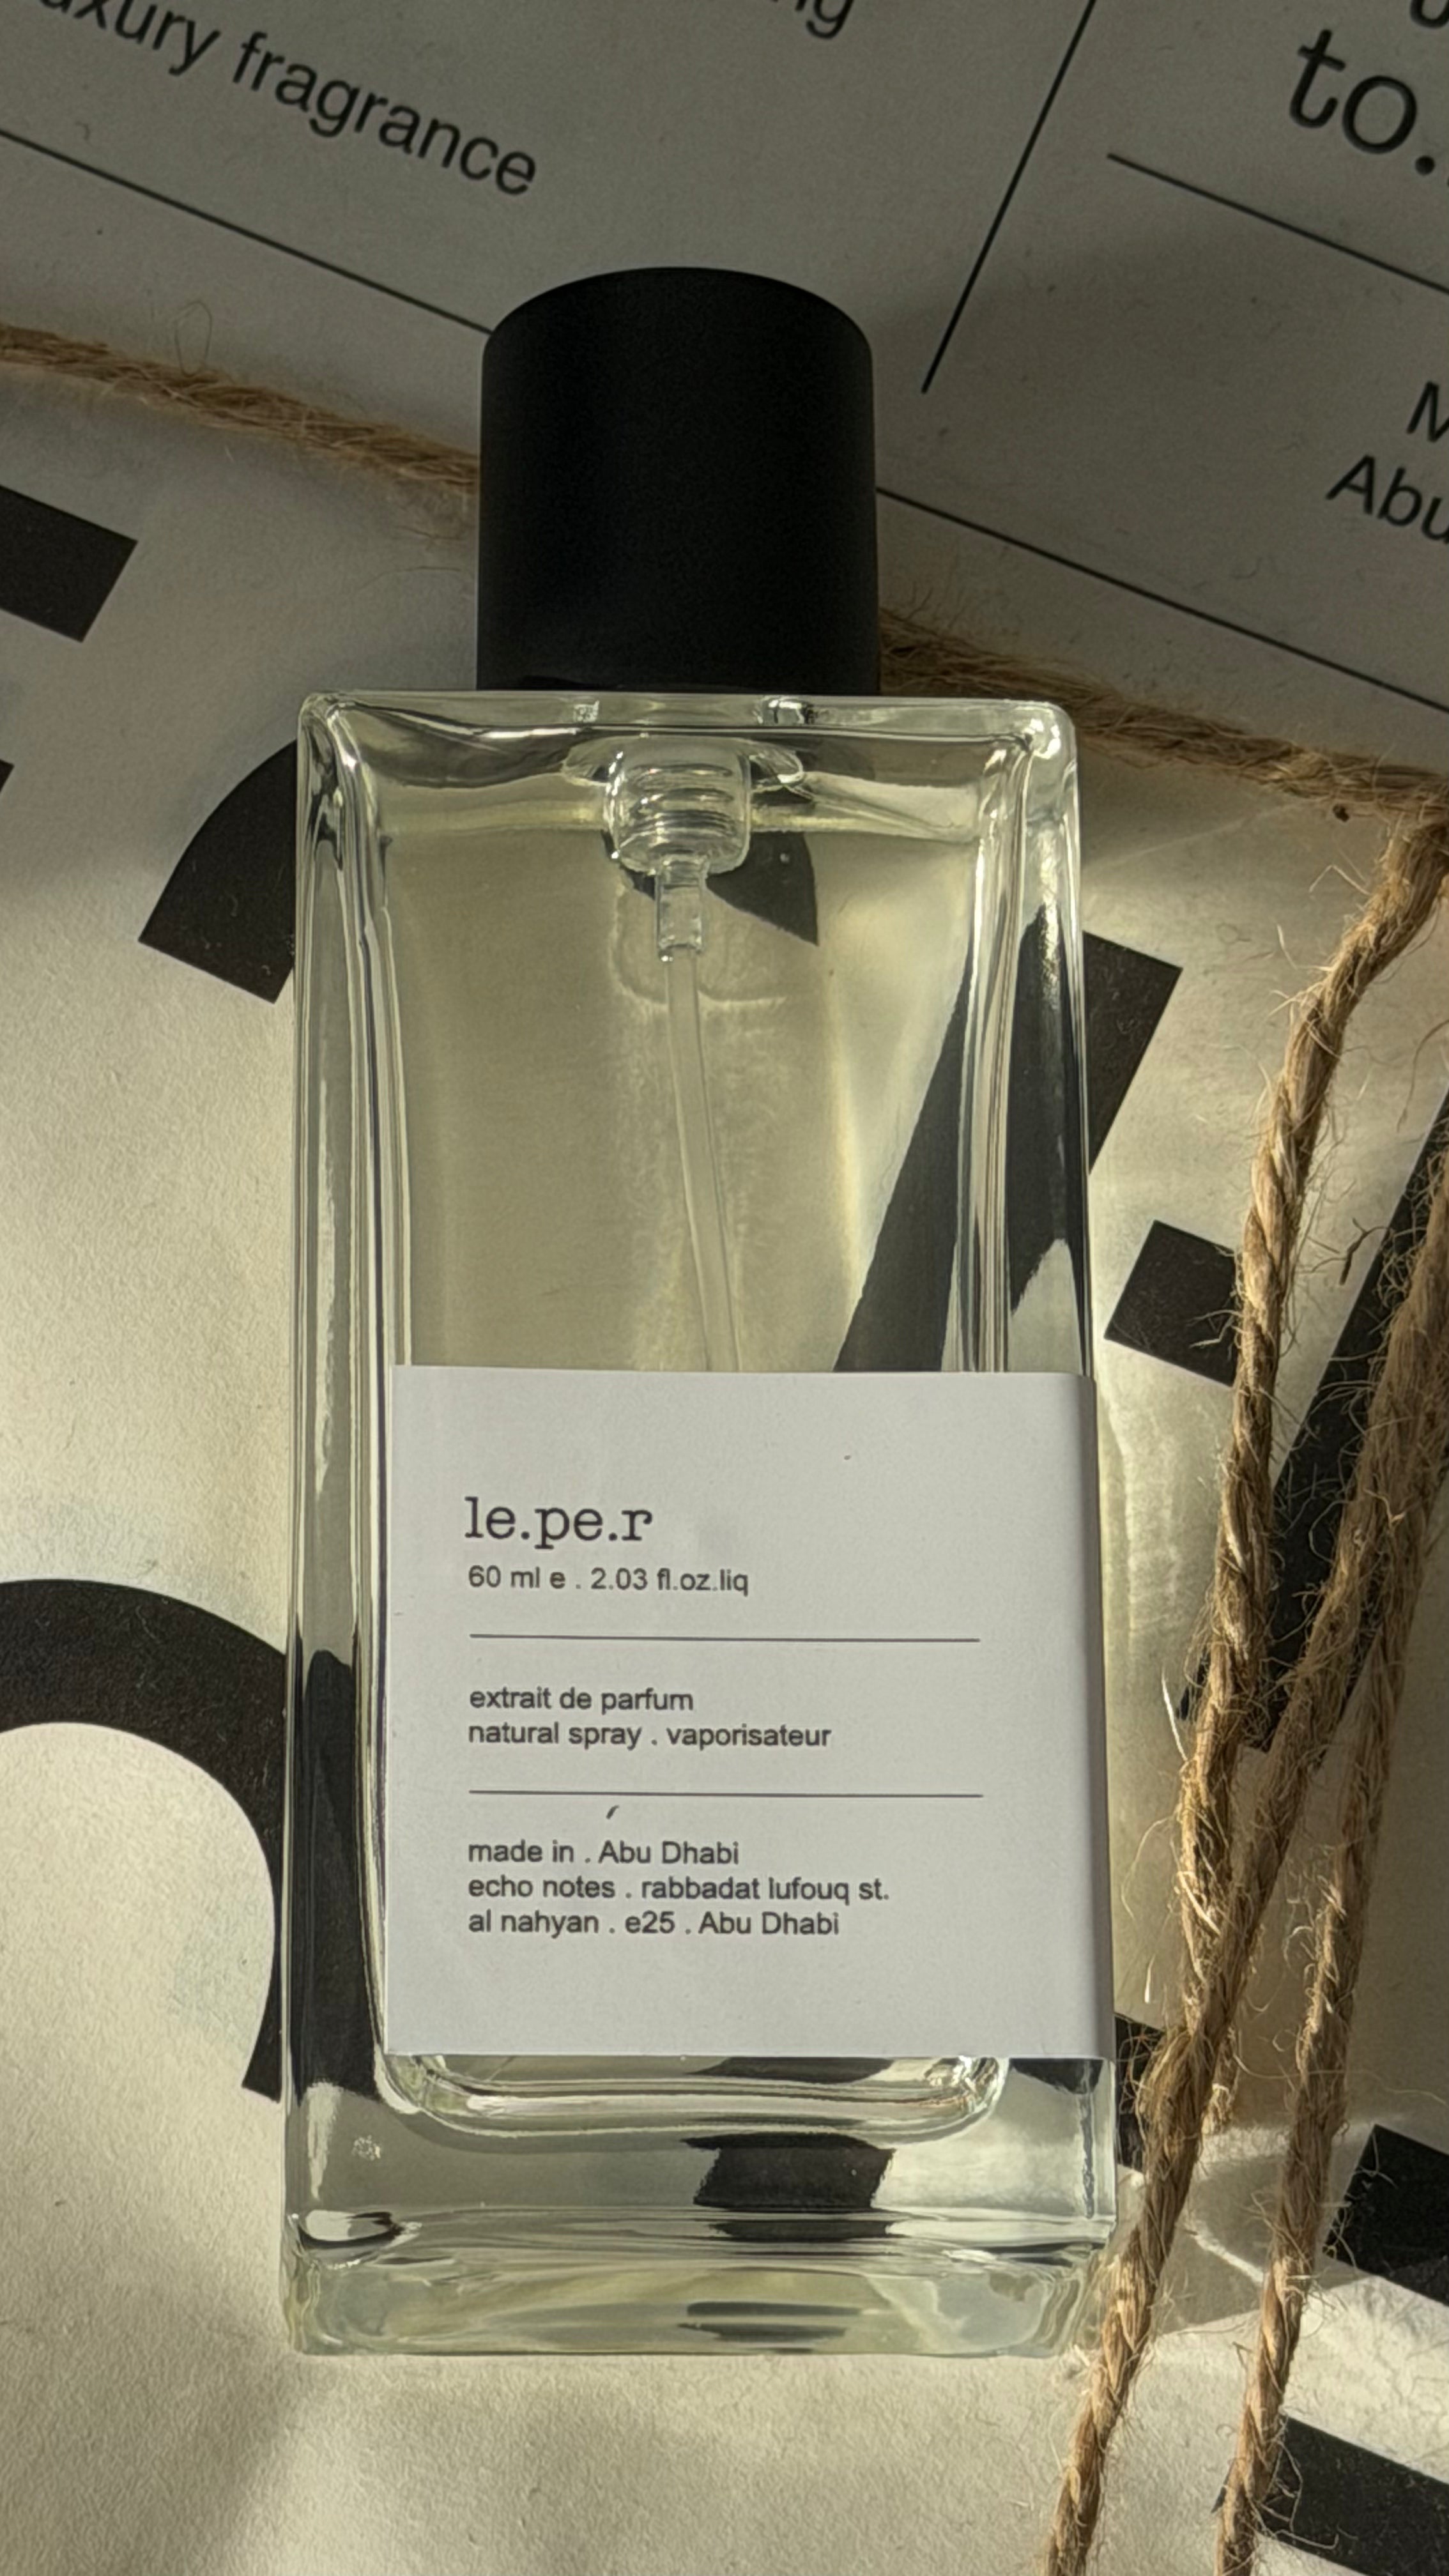 luxury fragrance
to.
Abu
le.pe.r
60 ml e . 2.03 fl.oz.liq
extrait de parfum
natural spray . vaporisateur
made in . Abu Dhabi
echo notes . rabbadat lufouq st.
al nahyan . e25 . Abu Dhabi